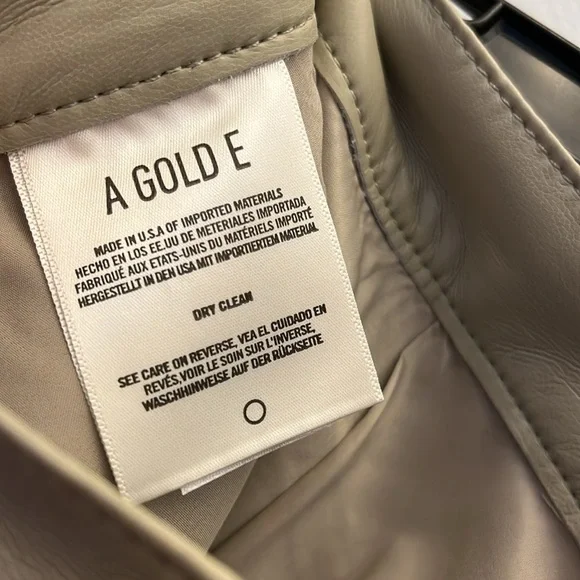 A GOLD E
MADE IN U.S.A OF IMPORTED MATERIALS
HECHO EN LOS EE.UU DE METERIALES IMPORTADA
FABRIQUÉ AUX ETATS-UNIS DU MATÉRIELS IMPORTÉ
HERGESTELLT IN DEN USA MIT IMPORTIERTEM MATERIAL
DRY CLEAN
SEE CARE ON REVERSE, VEA EL CUIDADO EN
REVÉS,VOIR LE SOIN SUR L'INVERSE,
WASCHHINWEISE AUF DER RÜCKSEITE